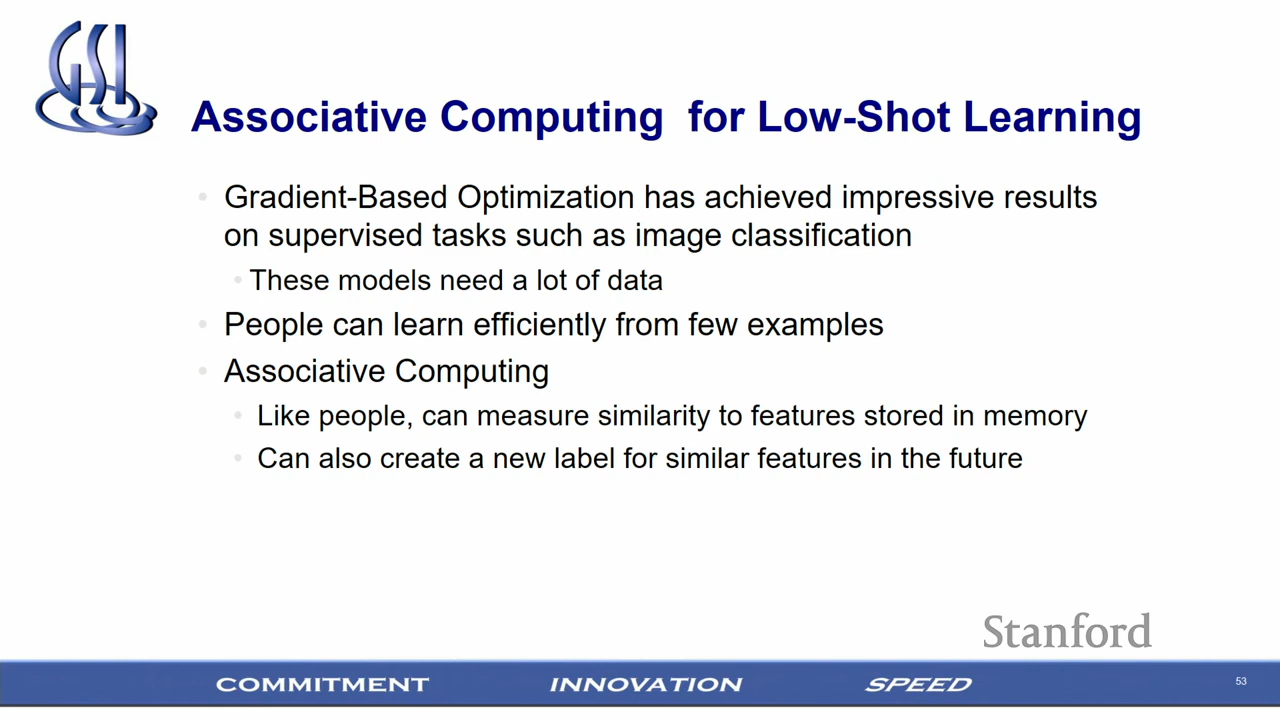 GSI
Associative Computing for Low-Shot Learning
• Gradient-Based Optimization has achieved impressive results
on supervised tasks such as image classification
• These models need a lot of data
• People can learn efficiently from few examples
• Associative Computing
• Like people, can measure similarity to features stored in memory
• Can also create a new label for similar features in the future
Stanford
COMMITMENT INNOVATION SPEED 53